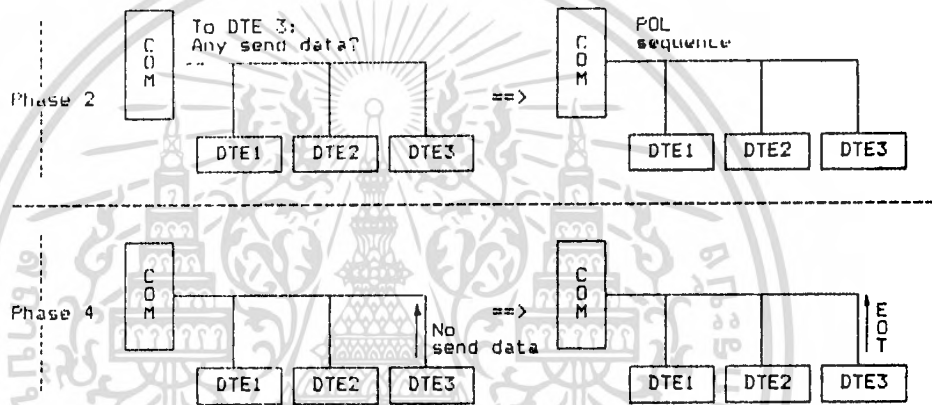 COM
To DTE 3:
Any send data?
==>
COM
POL
sequence
Phase 2
DTE1 DTE2 DTE3
DTE1 DTE2 DTE3
COM
==>
COM
Phase 4
No
send data
EOT
DTE1 DTE2 DTE3
DTE1 DTE2 DTE3